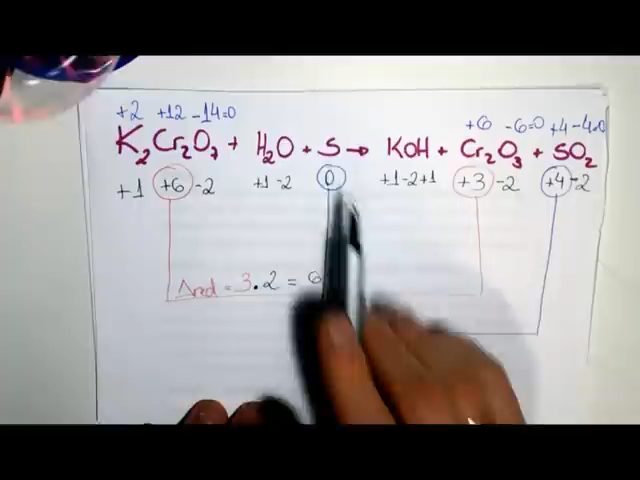 +2 +12 -14=0 +6 -6=0 +4 -4=0
K₂Cr₂O₇ + H₂O + S → KOH + Cr₂O₃ + SO₂
+1 +6 -2 +1 -2 0 +1 -2 +1 +3 -2 +4 -2
Δred = 3.2 = 6